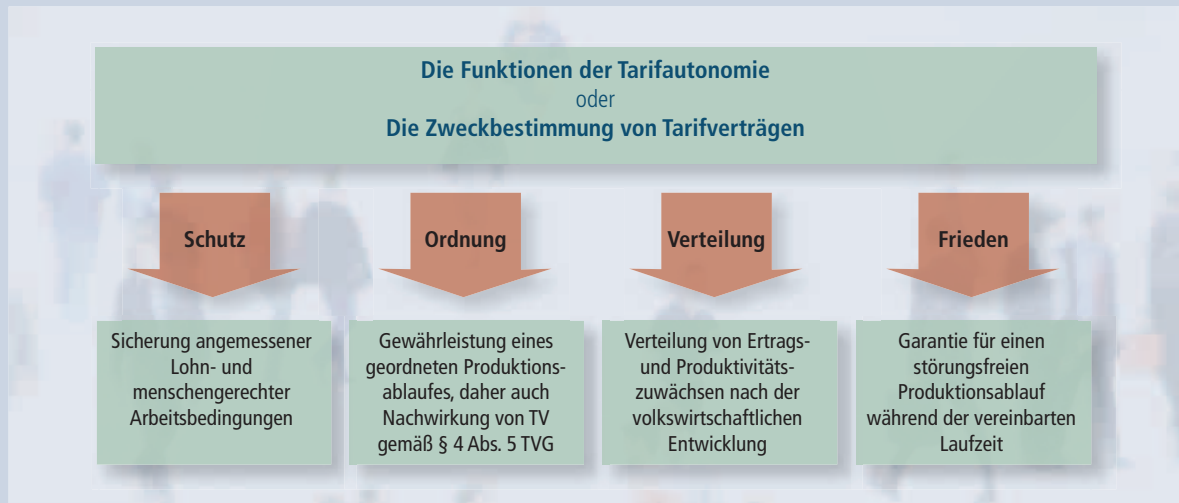 Die Funktionen der Tarifautonomie
oder
Die Zweckbestimmung von Tarifverträgen
Schutz
Ordnung
Verteilung
Frieden
Sicherung angemessener
Lohn- und
menschengerechter
Arbeitsbedingungen
Gewährleistung eines
geordneten Produktions-
ablaufes, daher auch
Nachwirkung von TV
gemäß § 4 Abs. 5 TVG
Verteilung von Ertrags-
und Produktivitäts-
zuwächsen nach der
volkswirtschaftlichen
Entwicklung
Garantie für einen
störungsfreien
Produktionsablauf
während der vereinbarten
Laufzeit